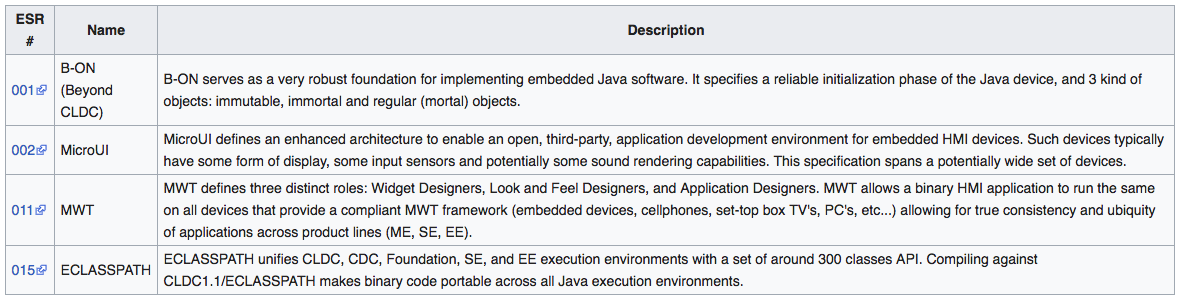 ESR
#
Name
Description
001
B-ON
(Beyond
CLDC)
B-ON serves as a very robust foundation for implementing embedded Java software. It specifies a reliable initialization phase of the Java device, and 3 kind of
objects: immutable, immortal and regular (mortal) objects.
002
MicroUI
MicroUI defines an enhanced architecture to enable an open, third-party, application development environment for embedded HMI devices. Such devices typically
have some form of display, some input sensors and potentially some sound rendering capabilities. This specification spans a potentially wide set of devices.
011
MWT
MWT defines three distinct roles: Widget Designers, Look and Feel Designers, and Application Designers. MWT allows a binary HMI application to run the same
on all devices that provide a compliant MWT framework (embedded devices, cellphones, set-top box TV's, PC's, etc...) allowing for true consistency and ubiquity
of applications across product lines (ME, SE, EE).
015
ECLASSPATH
ECLASSPATH unifies CLDC, CDC, Foundation, SE, and EE execution environments with a set of around 300 classes API. Compiling against
CLDC1.1/ECLASSPATH makes binary code portable across all Java execution environments.